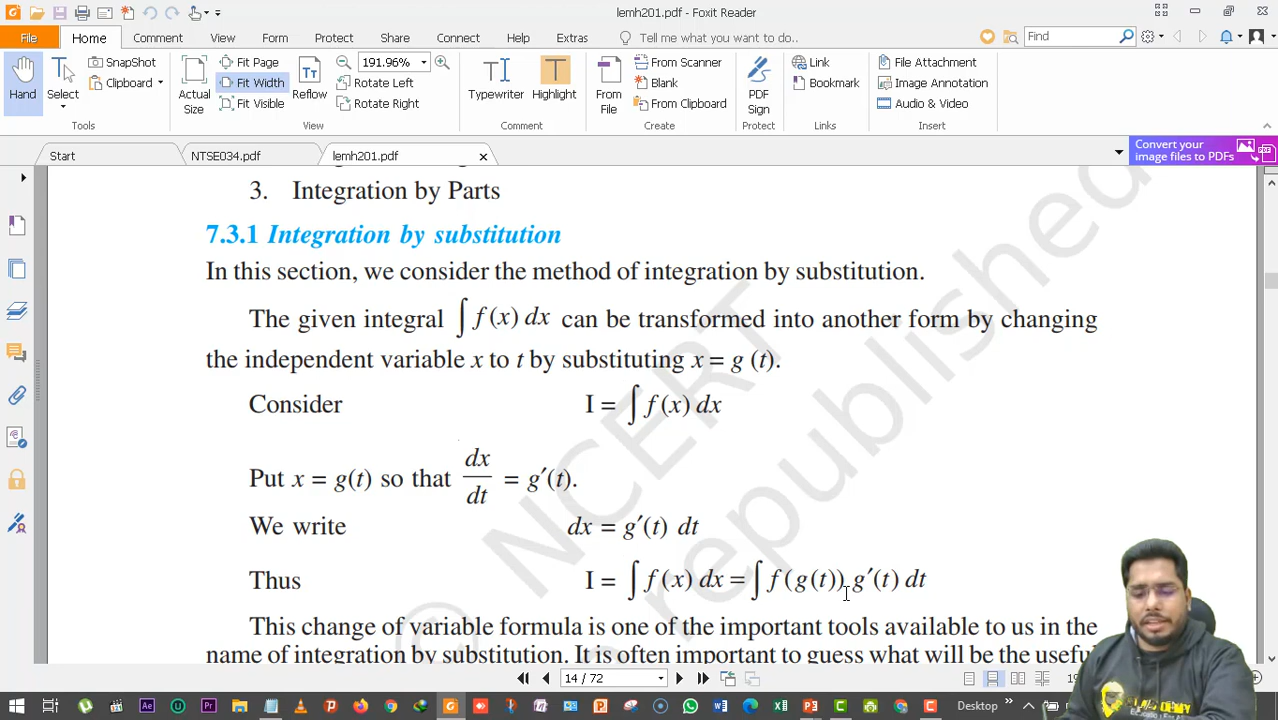 lemh201.pdf - Foxit Reader
File Home Comment View Form Protect Share Connect Help Extras Tell me what you want to do... Find
Hand Select SnapShot Clipboard Actual Size Fit Page Fit Width Fit Visible Reflow 191.96% Rotate Left Rotate Right Typewriter Highlight From File From Scanner Blank From Clipboard PDF Sign Link Bookmark File Attachment Image Annotation Audio & Video
Tools View Comment Create Protect Links Insert
Start NTSE034.pdf lemh201.pdf
Convert your image files to PDFs
3. Integration by Parts
7.3.1 Integration by substitution
In this section, we consider the method of integration by substitution.
The given integral ∫ f (x) dx can be transformed into another form by changing
the independent variable x to t by substituting x = g (t).
Consider I = ∫ f (x) dx
Put x = g(t) so that dx/dt = g′(t).
We write dx = g′(t) dt
Thus I = ∫ f (x) dx = ∫ f (g(t)) g′(t) dt
This change of variable formula is one of the important tools available to us in the
name of integration by substitution. It is often important to guess what will be the useful
© NCERT
republished
14 / 72
Desktop